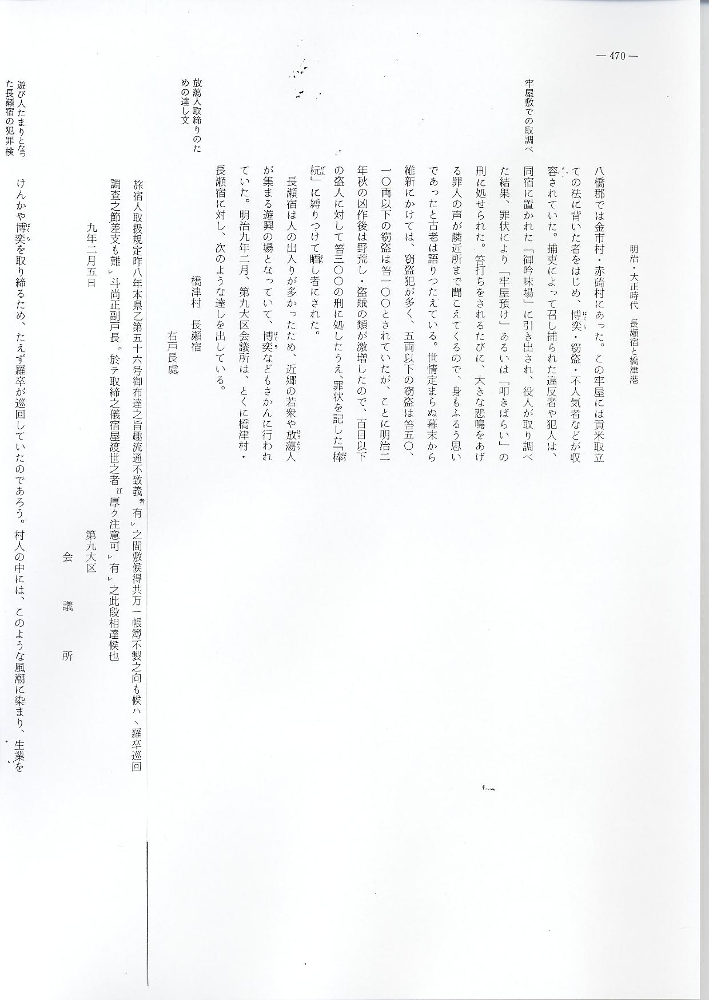 — 470 —
明治・大正時代　長瀬宿と橋津港
八橋郡では金市村・赤碕村にあった。この牢屋には貢米取立
ての法に背いた者をはじめ、博奕・窃盗・不人気者などが収
容されていた。捕吏によって召し捕られた違反者や犯人は、
牢屋敷での取調べ
同宿に置かれた「御吟味場」に引き出され、役人が取り調べ
た結果、罪状により「牢屋預け」あるいは「叩きばらい」の
刑に処せられた。笞打ちをされるたびに、大きな悲鳴をあげ
る罪人の声が隣近所まで聞こえてくるので、身もふるう思い
であったと古老は語りつたえている。世情定まらぬ幕末から
維新にかけては、窃盗犯が多く、五両以下の窃盗は笞五〇、
一〇両以下の窃盗は笞一〇〇とされていたが、ことに明治二
年秋の凶作後は野荒し・盗賊の類が激増したので、百目以下
の盗人に対して笞三〇〇の刑に処したうえ、罪状を記した「棒
杬」に縛りつけて晒し者にされた。
長瀬宿は人の出入りが多かったため、近郷の若衆や放蕩人
が集まる遊興の場となっていて、博奕などもさかんに行われ
ていた。明治九年二月、第九大区会議所は、とくに橋津村・
長瀬宿に対し、次のような達しを出している。
放蕩人取締りのた
めの達し文
橋津村　長瀬宿
右戸長處
旅宿人取扱規定昨八年本県乙第五十六号御布達之旨趣流通不致義者有レ之間敷候得共万一帳簿不製之向も候ハヽ羅卒巡回
調査之節差支も難レ斗尚正副戸長ニ於テ取締之儀宿屋渡世之者江厚ク注意可レ有レ之此段相達候也
九年二月五日　第九大区
会議所
遊び人たまりとなっ
た長瀬宿の犯罪検
けんかや博奕を取り締るため、たえず羅卒が巡回していたのであろう。村人の中には、このような風潮に染まり、生業を